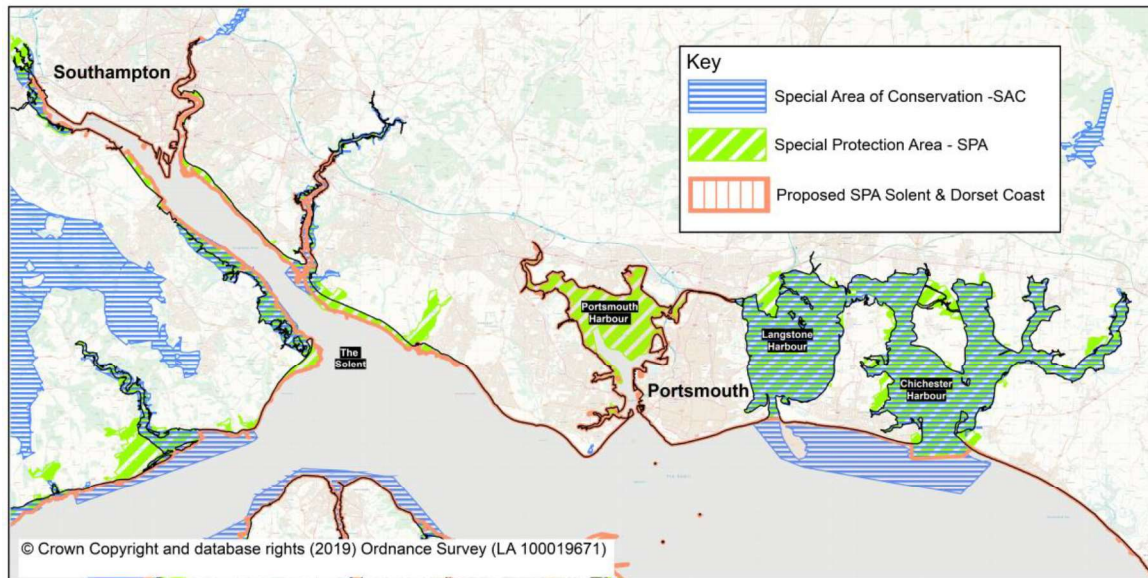 Southampton
Key
Special Area of Conservation -SAC
Special Protection Area - SPA
Proposed SPA Solent & Dorset Coast
Portsmouth
Harbour
Langstone
Harbour
The
Solent
Portsmouth
Chichester
Harbour
© Crown Copyright and database rights (2019) Ordnance Survey (LA 100019671)